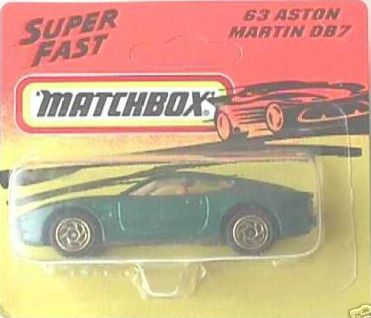 SUPER
FAST
63 ASTON
MARTIN DB7
MATCHBOX®